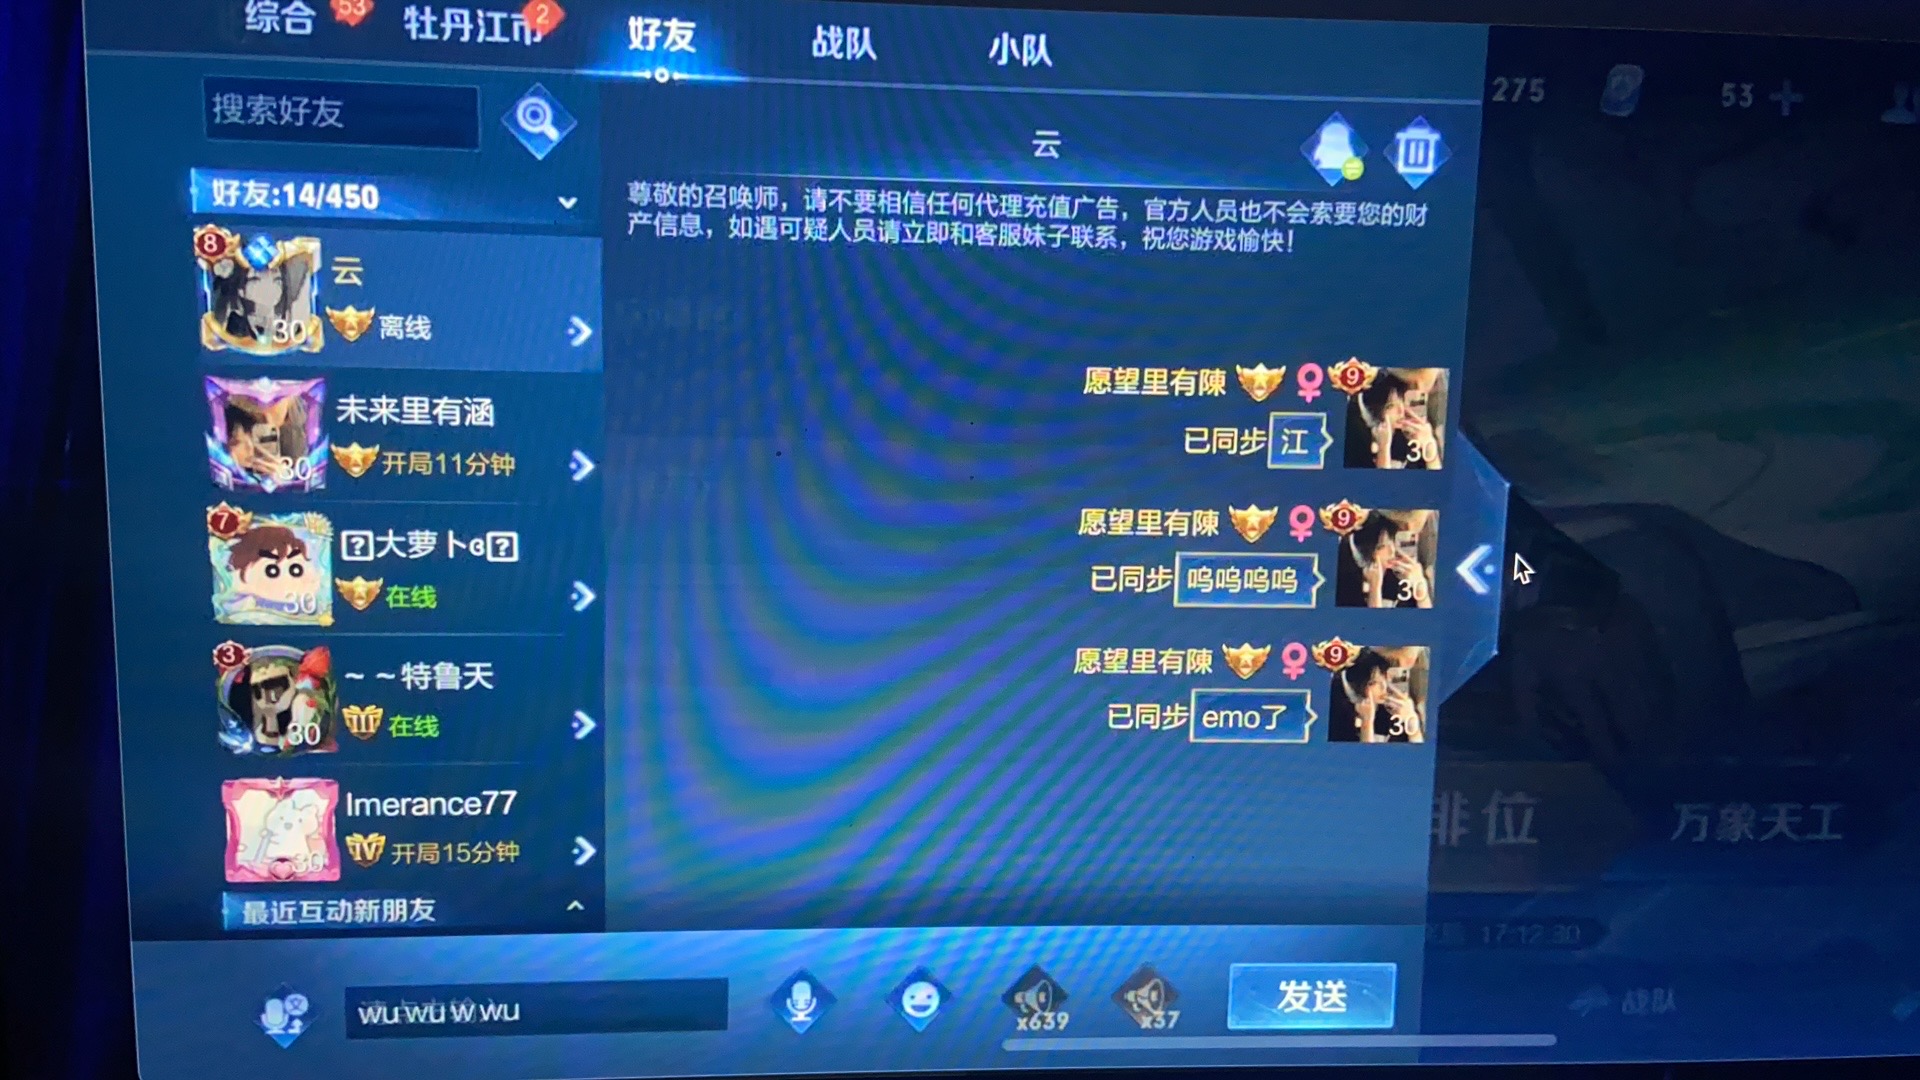 综合 53 牡丹江市 2 好友 战队 小队
275 53
搜索好友
云
好友:14/450
尊敬的召唤师，请不要相信任何代理充值广告，官方人员也不会索要您的财
产信息，如遇可疑人员请立即和客服妹子联系，祝您游戏愉快！
8 云
30 离线
未来里有涵
30 开局11分钟
7 大萝卜ɞ
30 在线
3 ~ ~特鲁天
30 III 在线
Imerance77
30 IV 开局15分钟
最近互动新朋友
愿望里有陳 9
已同步 江 30
愿望里有陳 9
已同步 呜呜呜呜 30
愿望里有陳 9
已同步 emo了 30
排位 万象天工
17:12:30
战队
wu wu w wu
x639 x37 发送